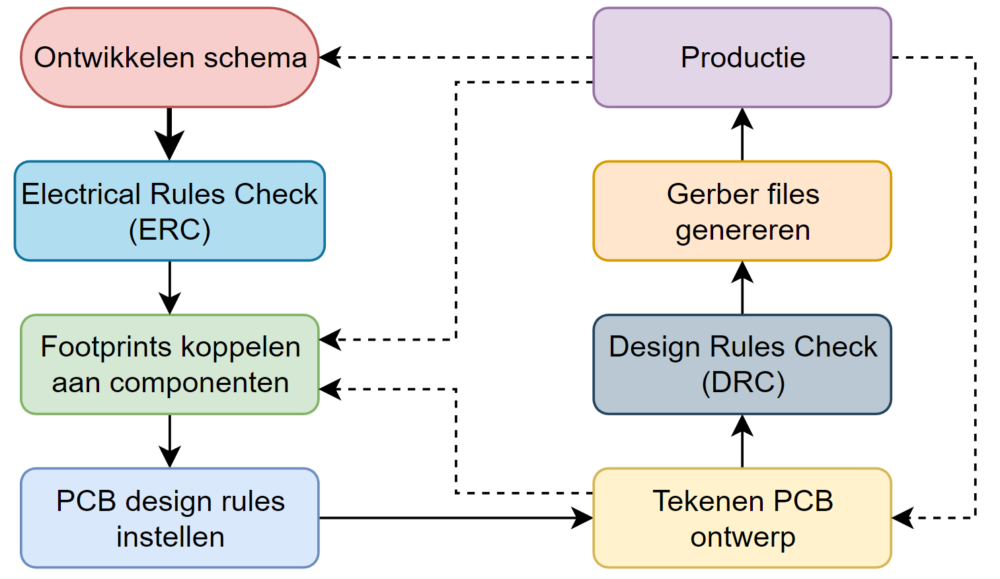 Ontwikkelen schema
Electrical Rules Check
(ERC)
Footprints koppelen
aan componenten
PCB design rules
instellen
Productie
Gerber files
genereren
Design Rules Check
(DRC)
Tekenen PCB
ontwerp